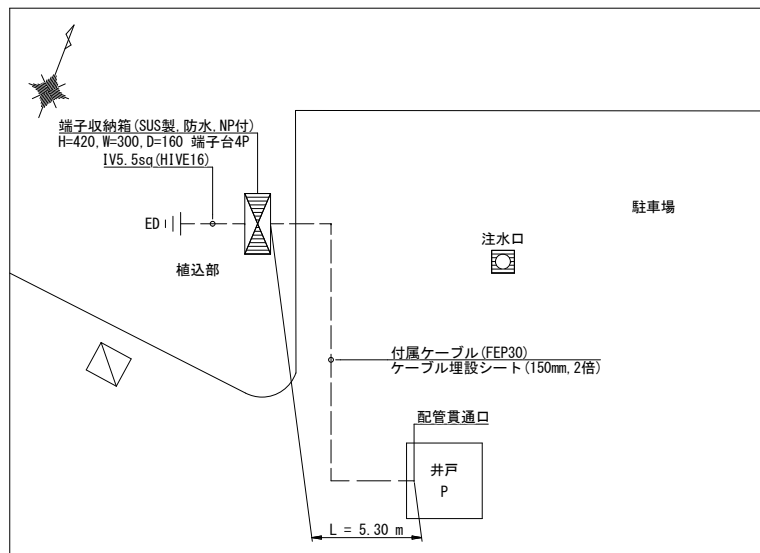 端子収納箱(SUS製,防水,NP付)
H=420,W=300,D=160 端子台4P
IV5.5sq(HIVE16)
ED
植込部
駐車場
注水口
付属ケーブル(FEP30)
ケーブル埋設シート(150mm,2倍)
配管貫通口
井戸
P
L = 5.30 m